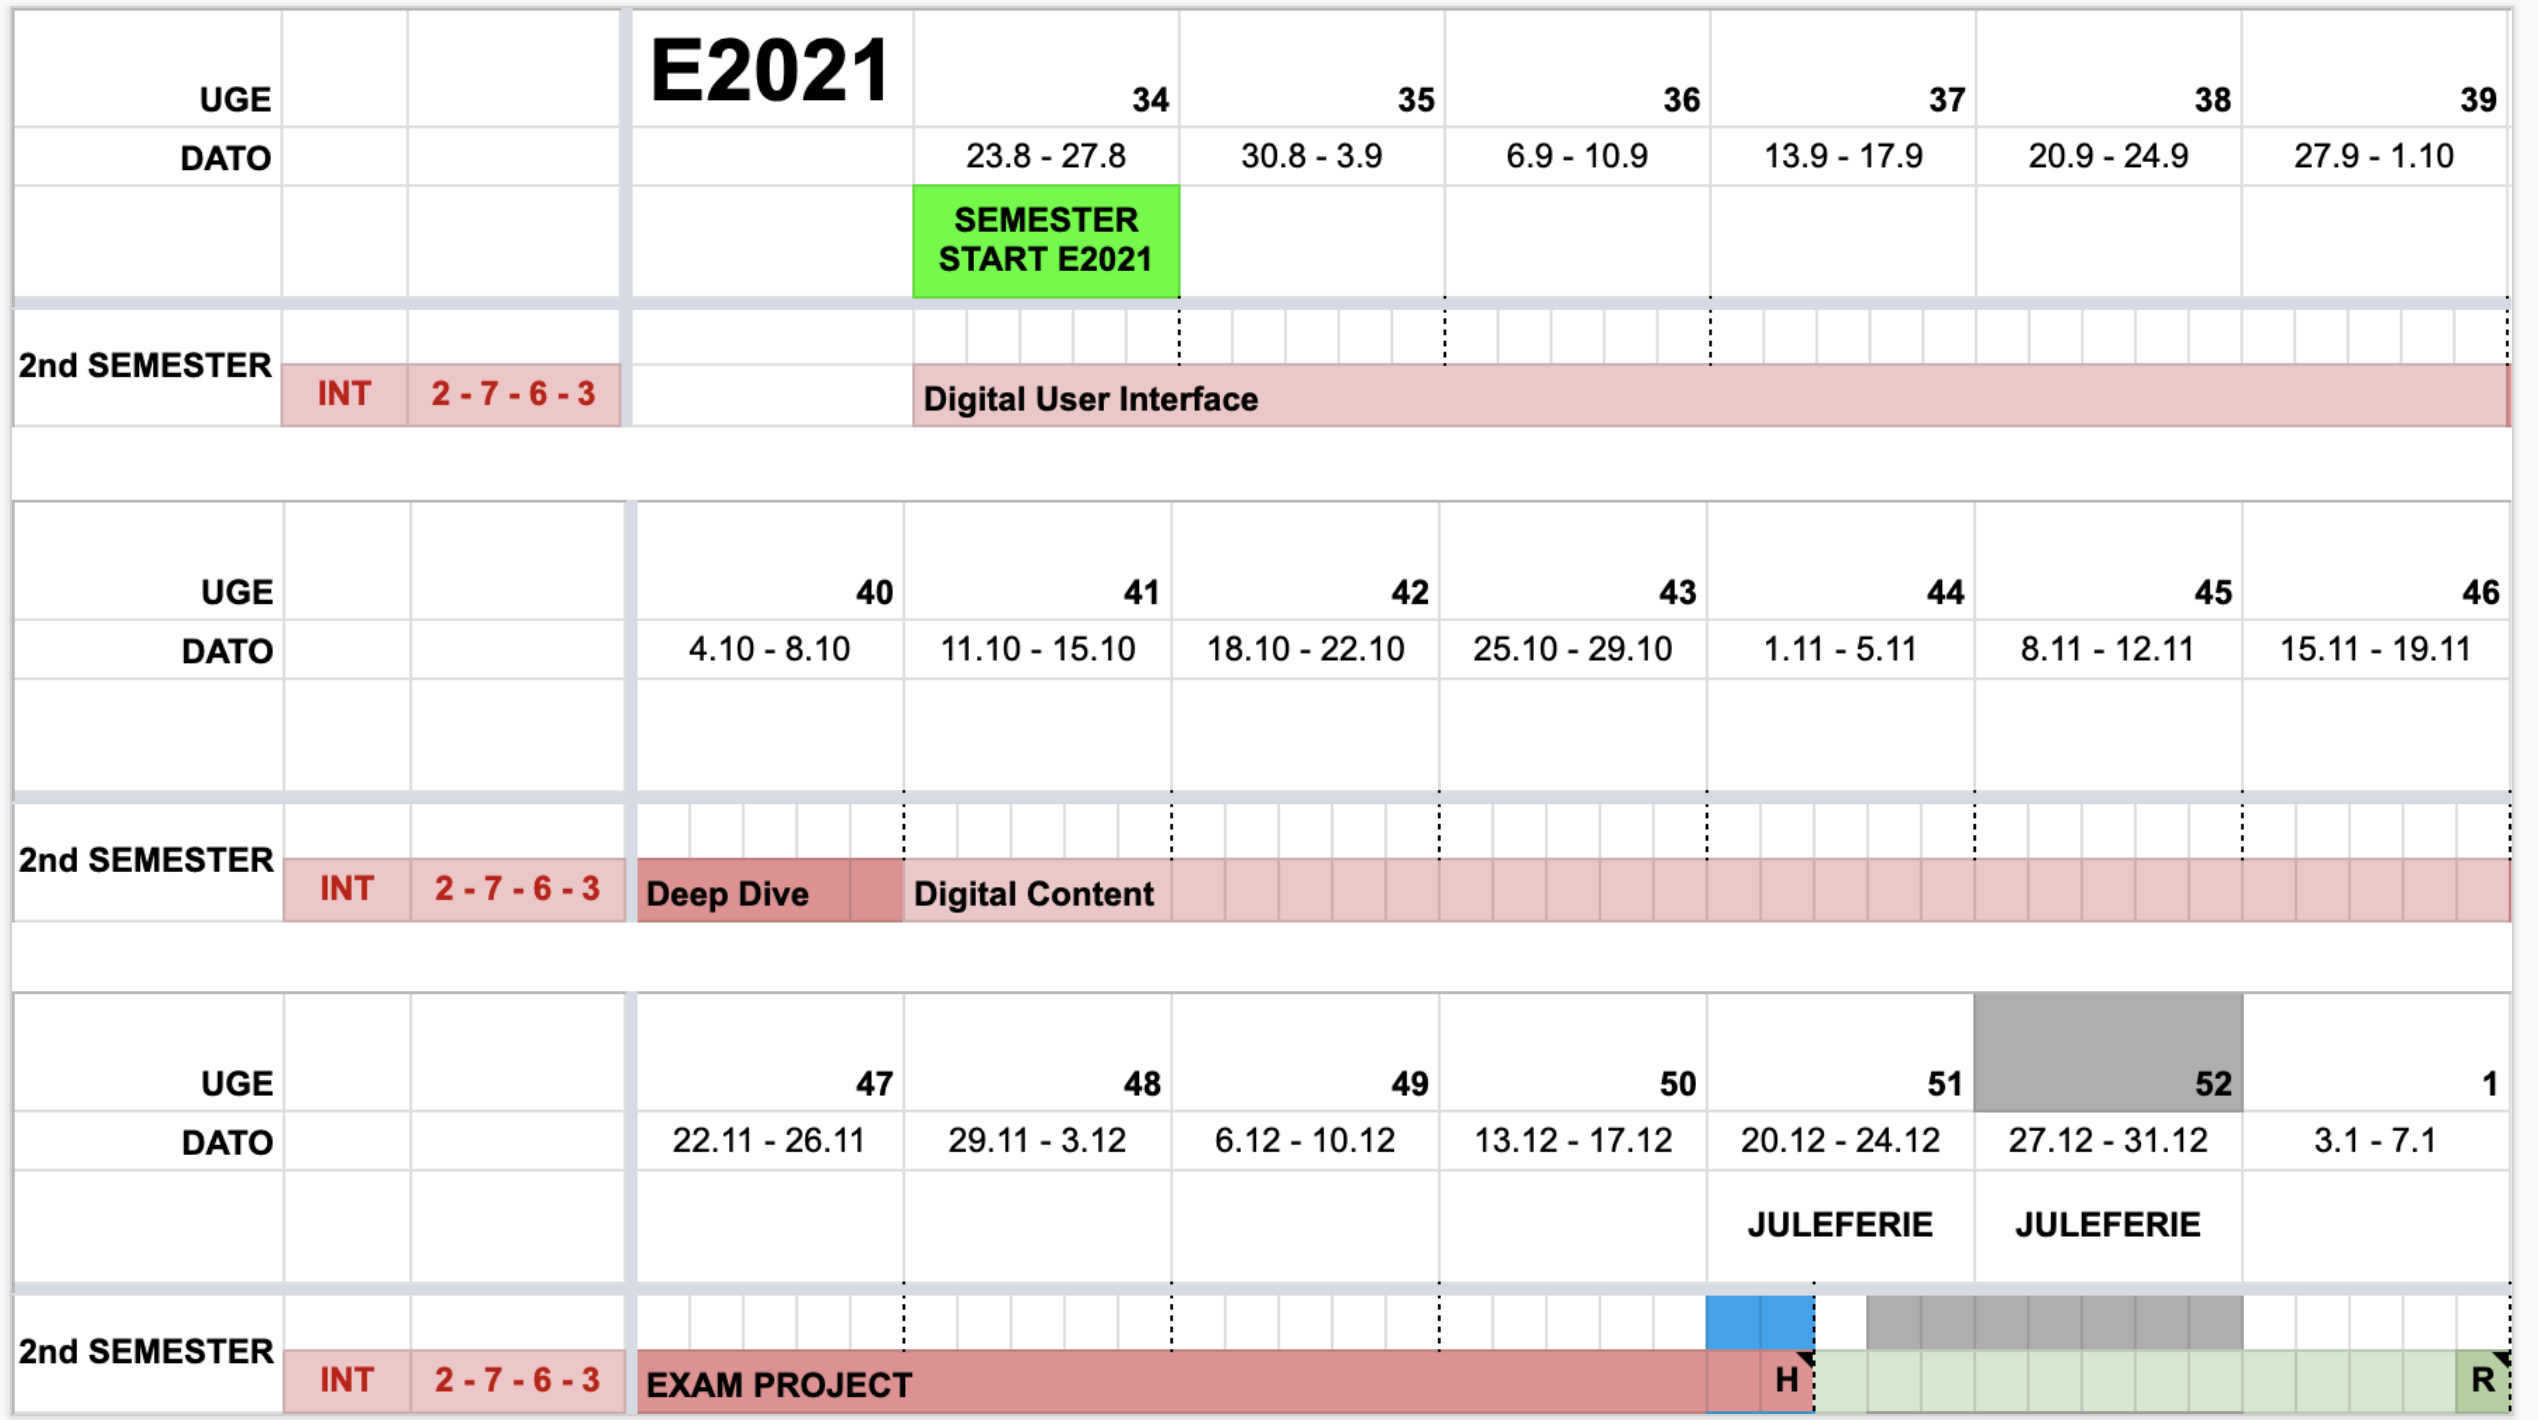 E2021
UGE 34 35 36 37 38 39
DATO 23.8 - 27.8 30.8 - 3.9 6.9 - 10.9 13.9 - 17.9 20.9 - 24.9 27.9 - 1.10
SEMESTER
START E2021
2nd SEMESTER INT 2 - 7 - 6 - 3 Digital User Interface
UGE 40 41 42 43 44 45 46
DATO 4.10 - 8.10 11.10 - 15.10 18.10 - 22.10 25.10 - 29.10 1.11 - 5.11 8.11 - 12.11 15.11 - 19.11
2nd SEMESTER INT 2 - 7 - 6 - 3 Deep Dive Digital Content
UGE 47 48 49 50 51 52 1
DATO 22.11 - 26.11 29.11 - 3.12 6.12 - 10.12 13.12 - 17.12 20.12 - 24.12 27.12 - 31.12 3.1 - 7.1
JULEFERIE JULEFERIE
2nd SEMESTER INT 2 - 7 - 6 - 3 EXAM PROJECT H R